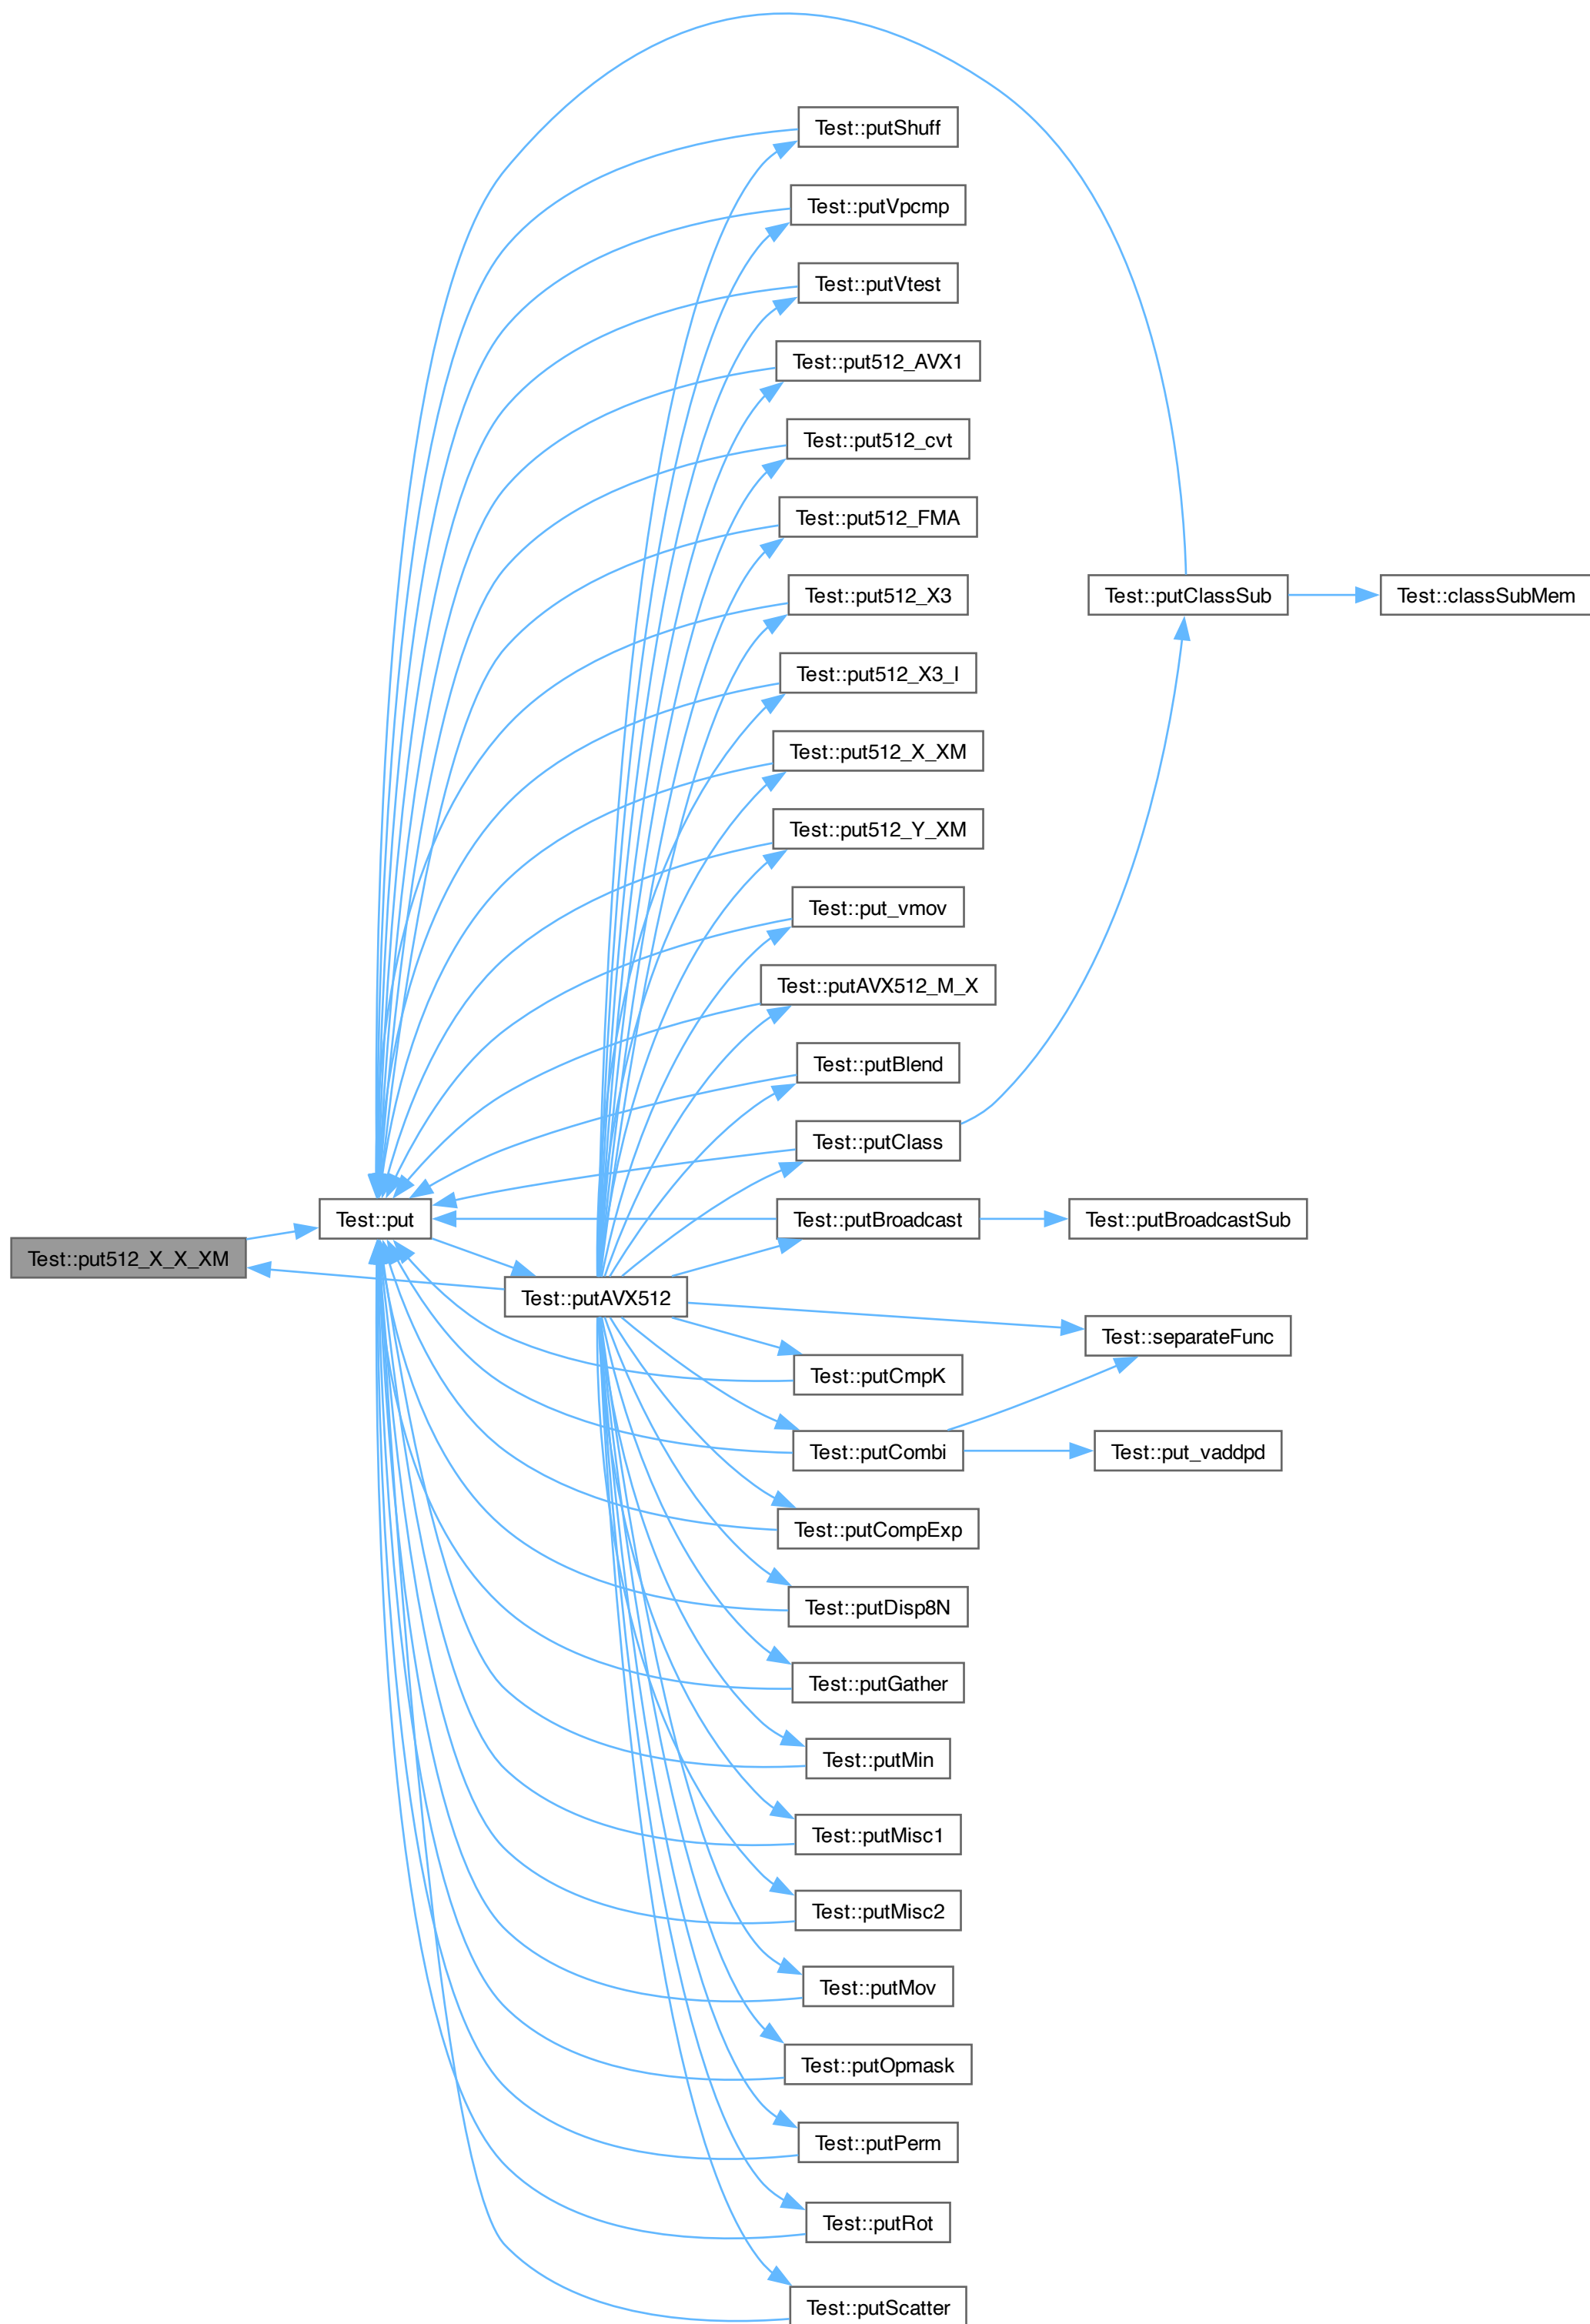 Test::putShuff
Test::putVpcmp
Test::putVtest
Test::put512_AVX1
Test::put512_cvt
Test::put512_FMA
Test::put512_X3
Test::putClassSub
Test::classSubMem
Test::put512_X3_I
Test::put512_X_XM
Test::put512_Y_XM
Test::put_vmov
Test::putAVX512_M_X
Test::putBlend
Test::putClass
Test::put
Test::putBroadcast
Test::putBroadcastSub
Test::put512_X_X_XM
Test::putAVX512
Test::separateFunc
Test::putCmpK
Test::putCombi
Test::put_vaddpd
Test::putCompExp
Test::putDisp8N
Test::putGather
Test::putMin
Test::putMisc1
Test::putMisc2
Test::putMov
Test::putOpmask
Test::putPerm
Test::putRot
Test::putScatter